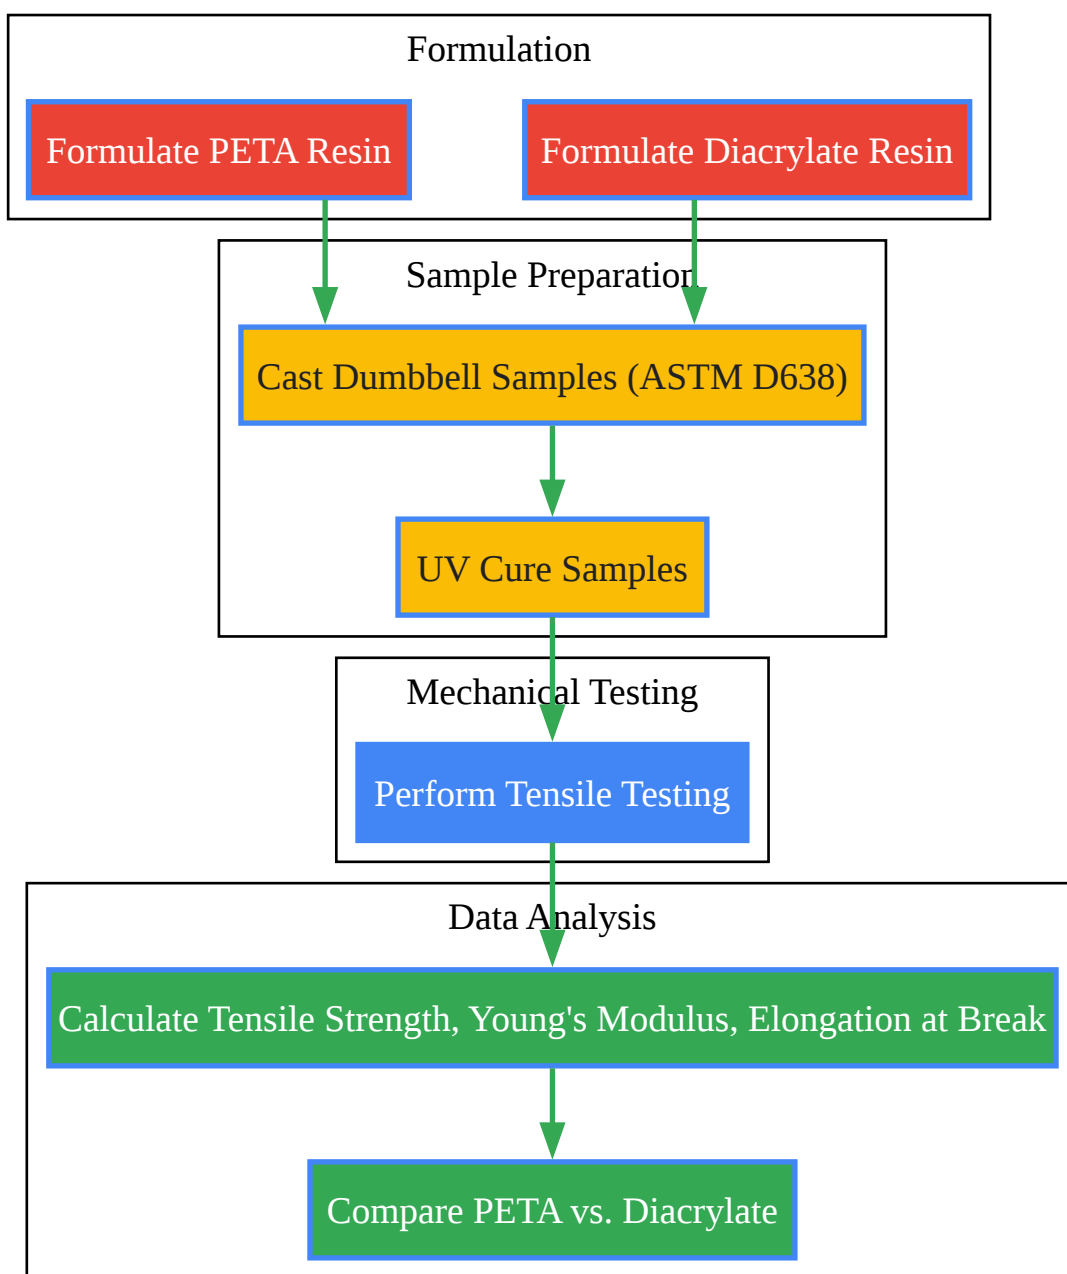 Formulation
Formulate PETA Resin
Formulate Diacrylate Resin
Sample Preparation
Cast Dumbbell Samples (ASTM D638)
UV Cure Samples
Mechanical Testing
Perform Tensile Testing
Data Analysis
Calculate Tensile Strength, Young's Modulus, Elongation at Break
Compare PETA vs. Diacrylate